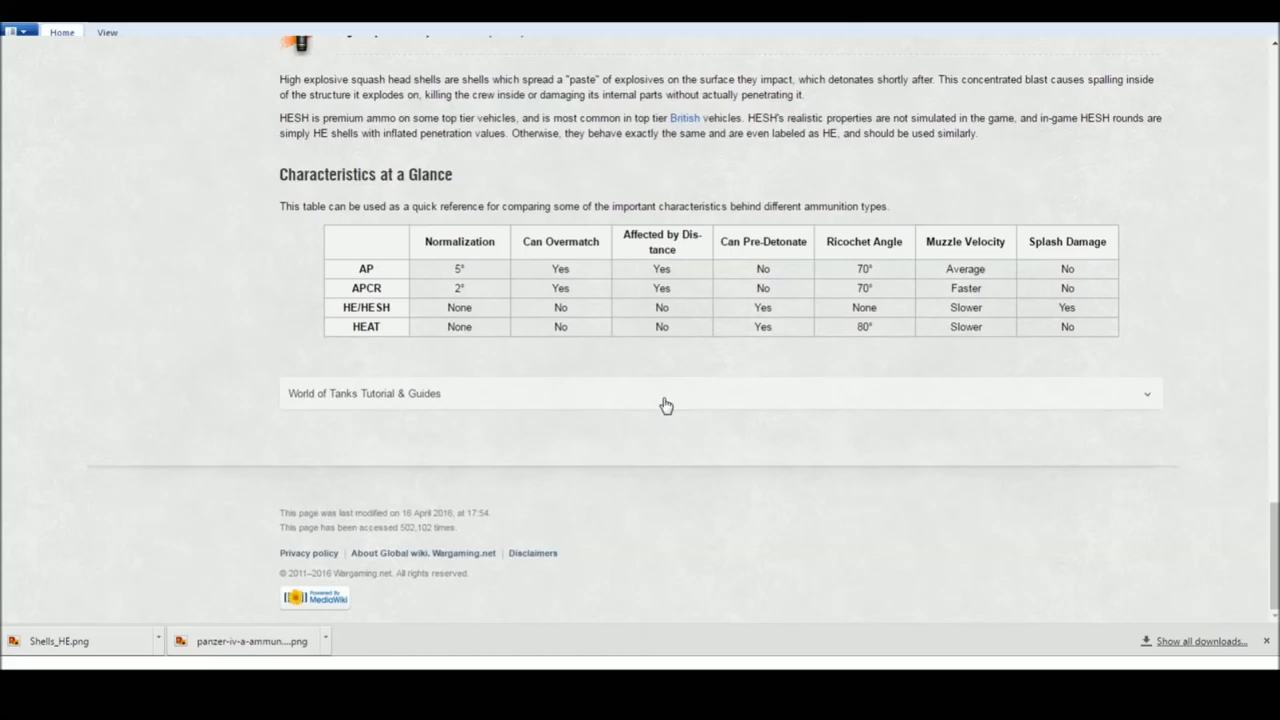 Home View
High explosive squash head shells are shells which spread a "paste" of explosives on the surface they impact, which detonates shortly after. This concentrated blast causes spalling inside
of the structure it explodes on, killing the crew inside or damaging its internal parts without actually penetrating it.
HESH is premium ammo on some top tier vehicles, and is most common in top tier British vehicles. HESH's realistic properties are not simulated in the game, and in-game HESH rounds are
simply HE shells with inflated penetration values. Otherwise, they behave exactly the same and are even labeled as HE, and should be used similarly.
Characteristics at a Glance
This table can be used as a quick reference for comparing some of the important characteristics behind different ammunition types.
Normalization Can Overmatch Affected by Dis-
tance Can Pre-Detonate Ricochet Angle Muzzle Velocity Splash Damage
AP 5° Yes Yes No 70° Average No
APCR 2° Yes Yes No 70° Faster No
HE/HESH None No No Yes None Slower Yes
HEAT None No No Yes 80° Slower No
World of Tanks Tutorial & Guides
This page was last modified on 16 April 2016, at 17:54.
This page has been accessed 502,102 times.
Privacy policy | About Global wiki. Wargaming.net | Disclaimers
© 2011–2016 Wargaming.net. All rights reserved.
Powered By
MediaWiki
Shells_HE.png panzer-iv-a-ammun....png Show all downloads...